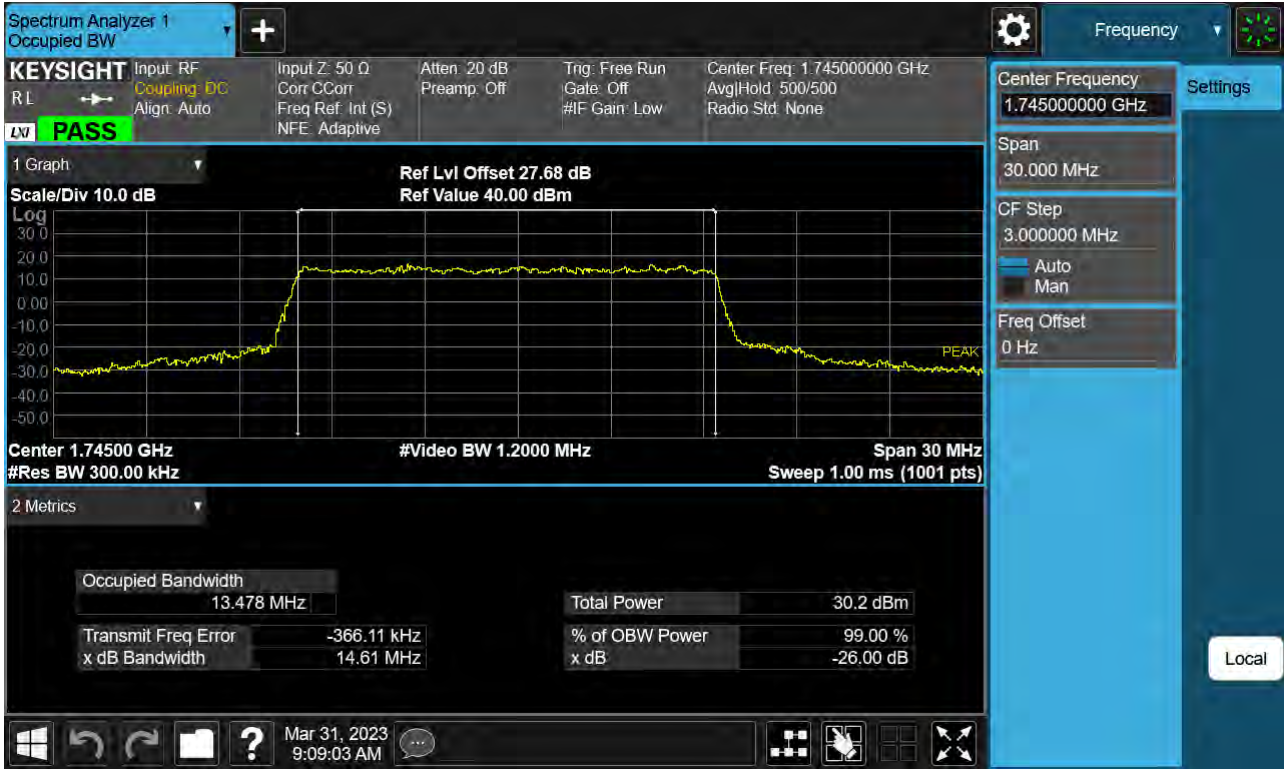 Spectrum Analyzer 1
Occupied BW
Frequency
KEYSIGHT
RL
LXI
PASS
Input: RF
Coupling: DC
Align: Auto
Input Z: 50 Ω
Corr CCorr
Freq Ref: Int (S)
NFE: Adaptive
Atten: 20 dB
Preamp: Off
Trig: Free Run
Gate: Off
#IF Gain: Low
Center Freq: 1.745000000 GHz
Avg|Hold: 500/500
Radio Std: None
1 Graph
Scale/Div 10.0 dB
Ref Lvl Offset 27.68 dB
Ref Value 40.00 dBm
Log
30.0
20.0
10.0
0.00
-10.0
-20.0
-30.0
-40.0
-50.0
PEAK
Center 1.74500 GHz
#Video BW 1.2000 MHz
Span 30 MHz
#Res BW 300.00 kHz
Sweep 1.00 ms (1001 pts)
2 Metrics
Occupied Bandwidth
13.478 MHz
Total Power 30.2 dBm
Transmit Freq Error -366.11 kHz
% of OBW Power 99.00 %
x dB Bandwidth 14.61 MHz
x dB -26.00 dB
Mar 31, 2023
9:09:03 AM
Center Frequency
1.745000000 GHz
Settings
Span
30.000 MHz
CF Step
3.000000 MHz
Auto
Man
Freq Offset
0 Hz
Local